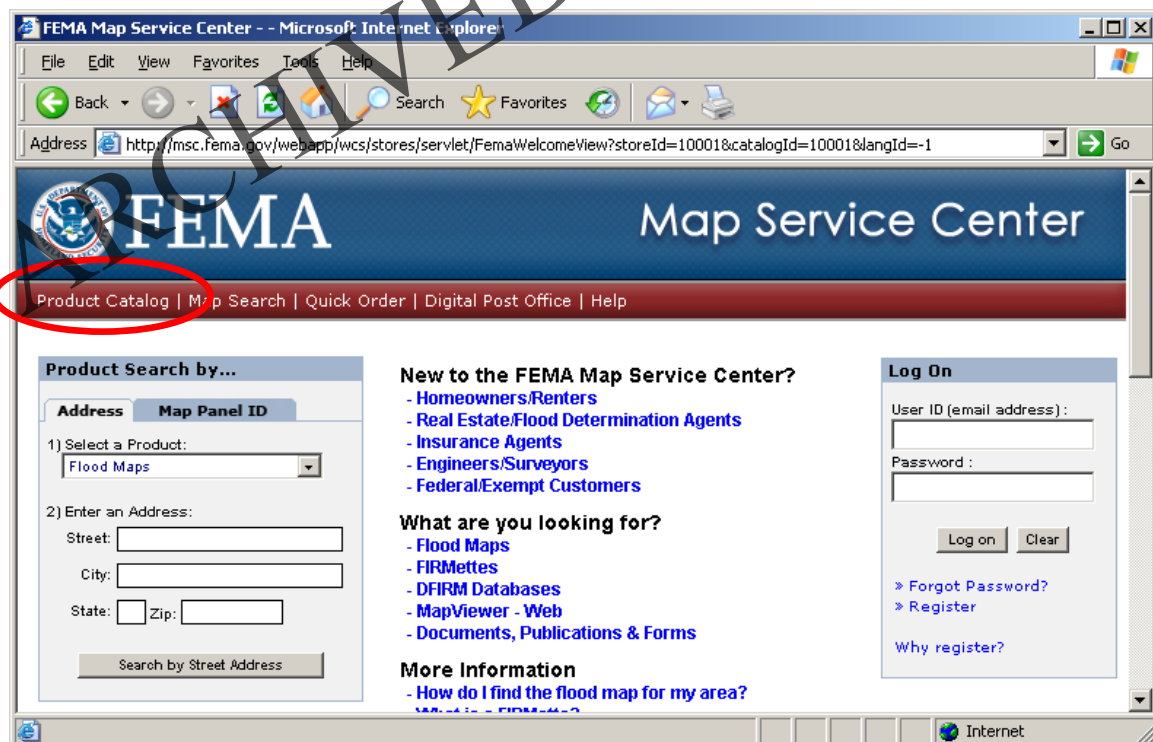 FEMA Map Service Center - - Microsoft Internet Explorer
File Edit View Favorites Tools Help
Back Search Favorites
Address http://msc.fema.gov/webapp/wcs/stores/servlet/FemaWelcomeView?storeId=10001&catalogId=10001&langId=-1 Go
FEMA Map Service Center
Product Catalog | Map Search | Quick Order | Digital Post Office | Help
Product Search by...
Address Map Panel ID
1) Select a Product:
Flood Maps
2) Enter an Address:
Street:
City:
State: Zip:
Search by Street Address
New to the FEMA Map Service Center?
- Homeowners/Renters
- Real Estate/Flood Determination Agents
- Insurance Agents
- Engineers/Surveyors
- Federal/Exempt Customers
What are you looking for?
- Flood Maps
- FIRMettes
- DFIRM Databases
- MapViewer - Web
- Documents, Publications & Forms
More Information
- How do I find the flood map for my area?
- What is a FIRMette?
Log On
User ID (email address) :
Password :
Log on Clear
» Forgot Password?
» Register
Why register?
Internet
ARCHIVED